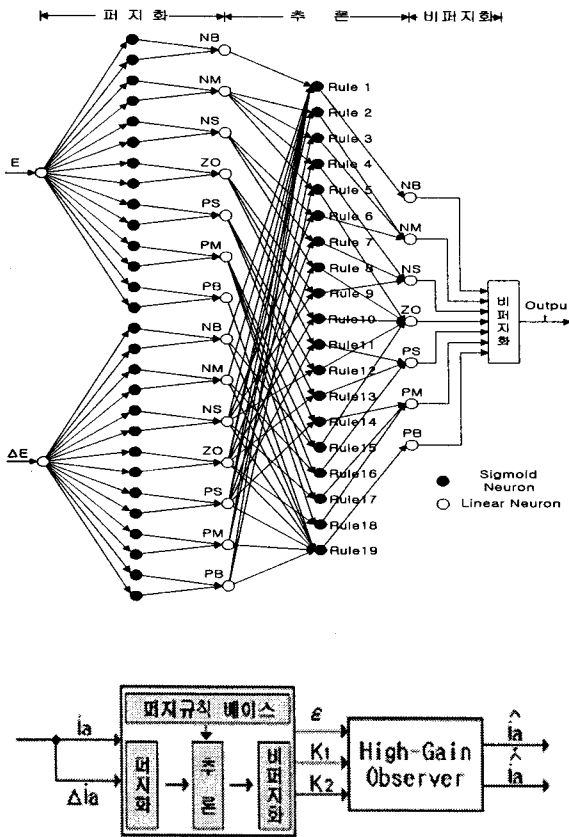 퍼지화 추론 비퍼지화
NB
NM
NS
ZO
PS
PM
PB
NB
NM
NS
ZO
PS
PM
PB
E
ΔE
Rule 1
Rule 2
Rule 3
Rule 4
Rule 5
Rule 6
Rule 7
Rule 8
Rule 9
Rule10
Rule11
Rule12
Rule13
Rule14
Rule15
Rule16
Rule17
Rule18
Rule19
NB
NM
NS
ZO
PS
PM
PB
비퍼지화
Output
Sigmoid
Neuron
Linear Neuron
퍼지규칙 베이스
ia
Δia
퍼지화
추론
비퍼지화
ε
K1
K2
High-Gain
Observer
^
ia
^
ia